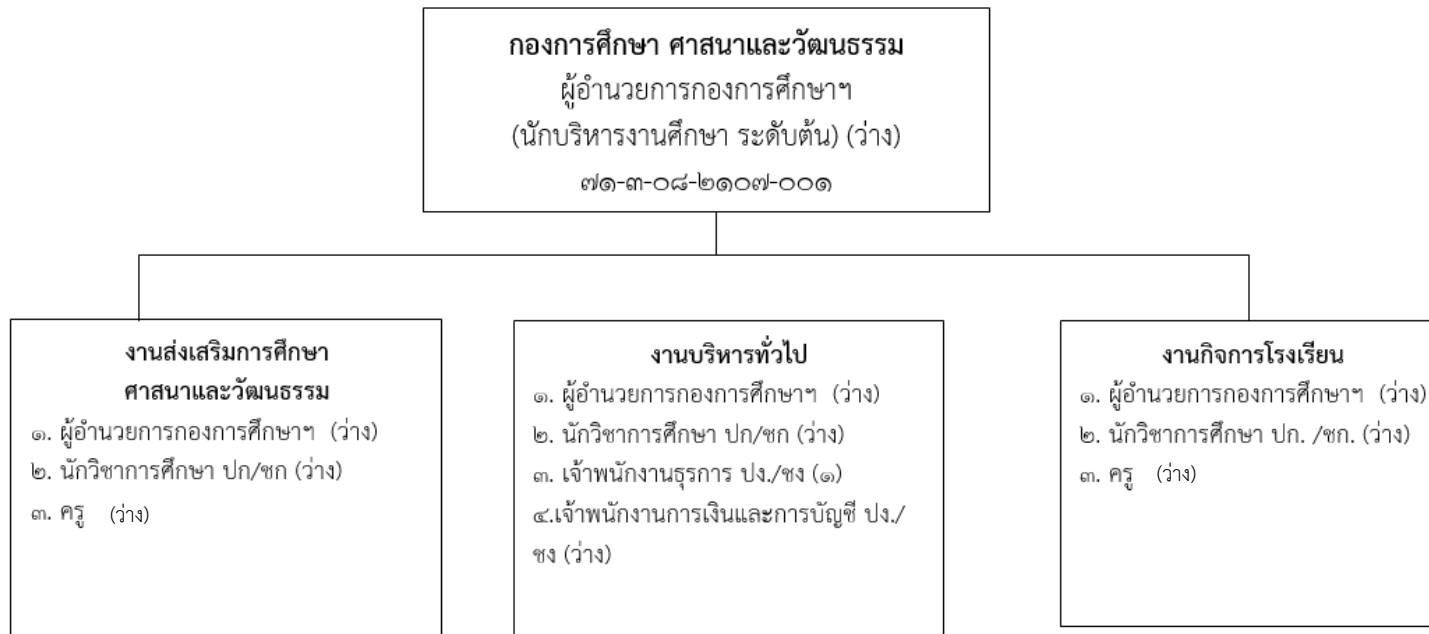 กองการศึกษา ศาสนาและวัฒนธรรม
ผู้อำนวยการกองการศึกษาฯ
(นักบริหารงานศึกษา ระดับต้น) (ว่าง)
๗๑-๓-๐๘-๒๑๐๗-๐๐๑
งานส่งเสริมการศึกษา
ศาสนาและวัฒนธรรม
๑. ผู้อำนวยการกองการศึกษาฯ (ว่าง)
๒. นักวิชาการศึกษา ปก/ชก (ว่าง)
๓. ครู (ว่าง)
งานบริหารทั่วไป
๑. ผู้อำนวยการกองการศึกษาฯ (ว่าง)
๒. นักวิชาการศึกษา ปก/ชก (ว่าง)
๓. เจ้าพนักงานธุรการ ปง./ชง (๑)
๔.เจ้าพนักงานการเงินและการบัญชี ปง./
ชง (ว่าง)
งานกิจการโรงเรียน
๑. ผู้อำนวยการกองการศึกษาฯ (ว่าง)
๒. นักวิชาการศึกษา ปก. /ชก. (ว่าง)
๓. ครู (ว่าง)